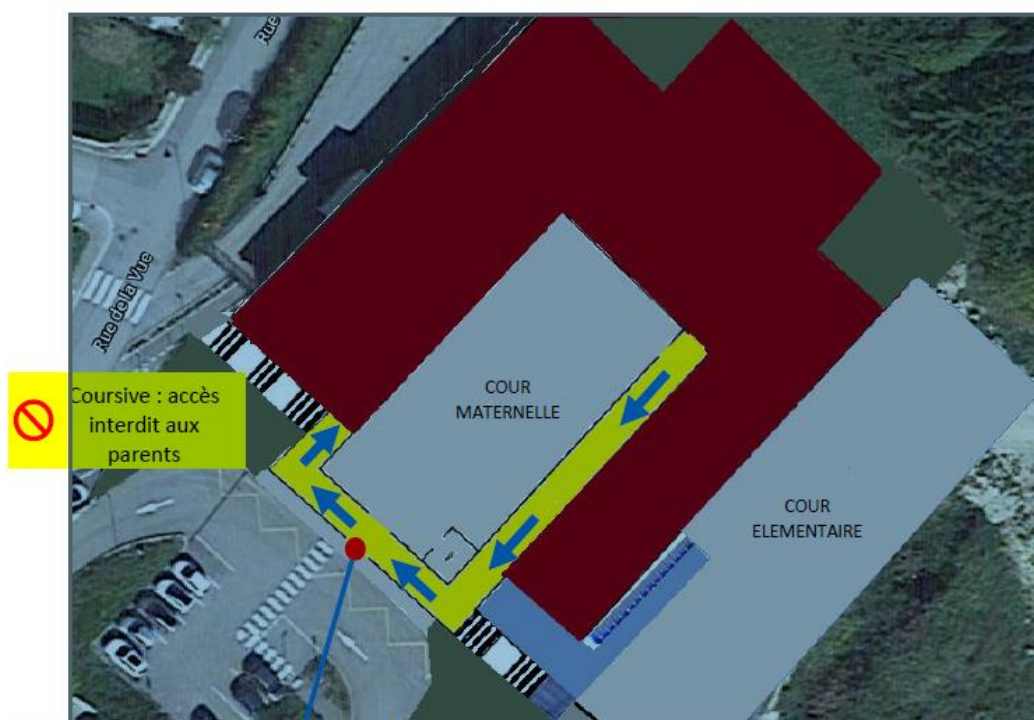 Rue
Rue de la Vue
Coursive : accès
interdit aux
parents
COUR
MATERNELLE
COUR
ELEMENTAIRE